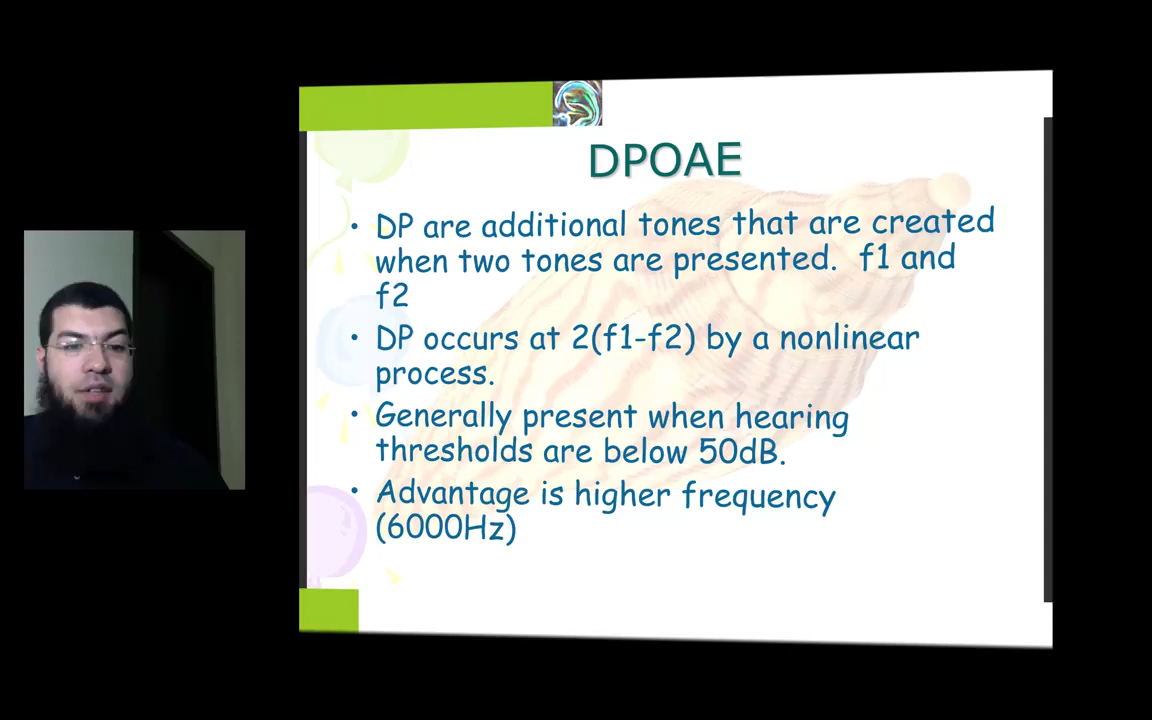 DPOAE
• DP are additional tones that are created
when two tones are presented.  f1 and
f2
• DP occurs at 2(f1-f2) by a nonlinear
process.
• Generally present when hearing
thresholds are below 50dB.
• Advantage is higher frequency
(6000Hz)